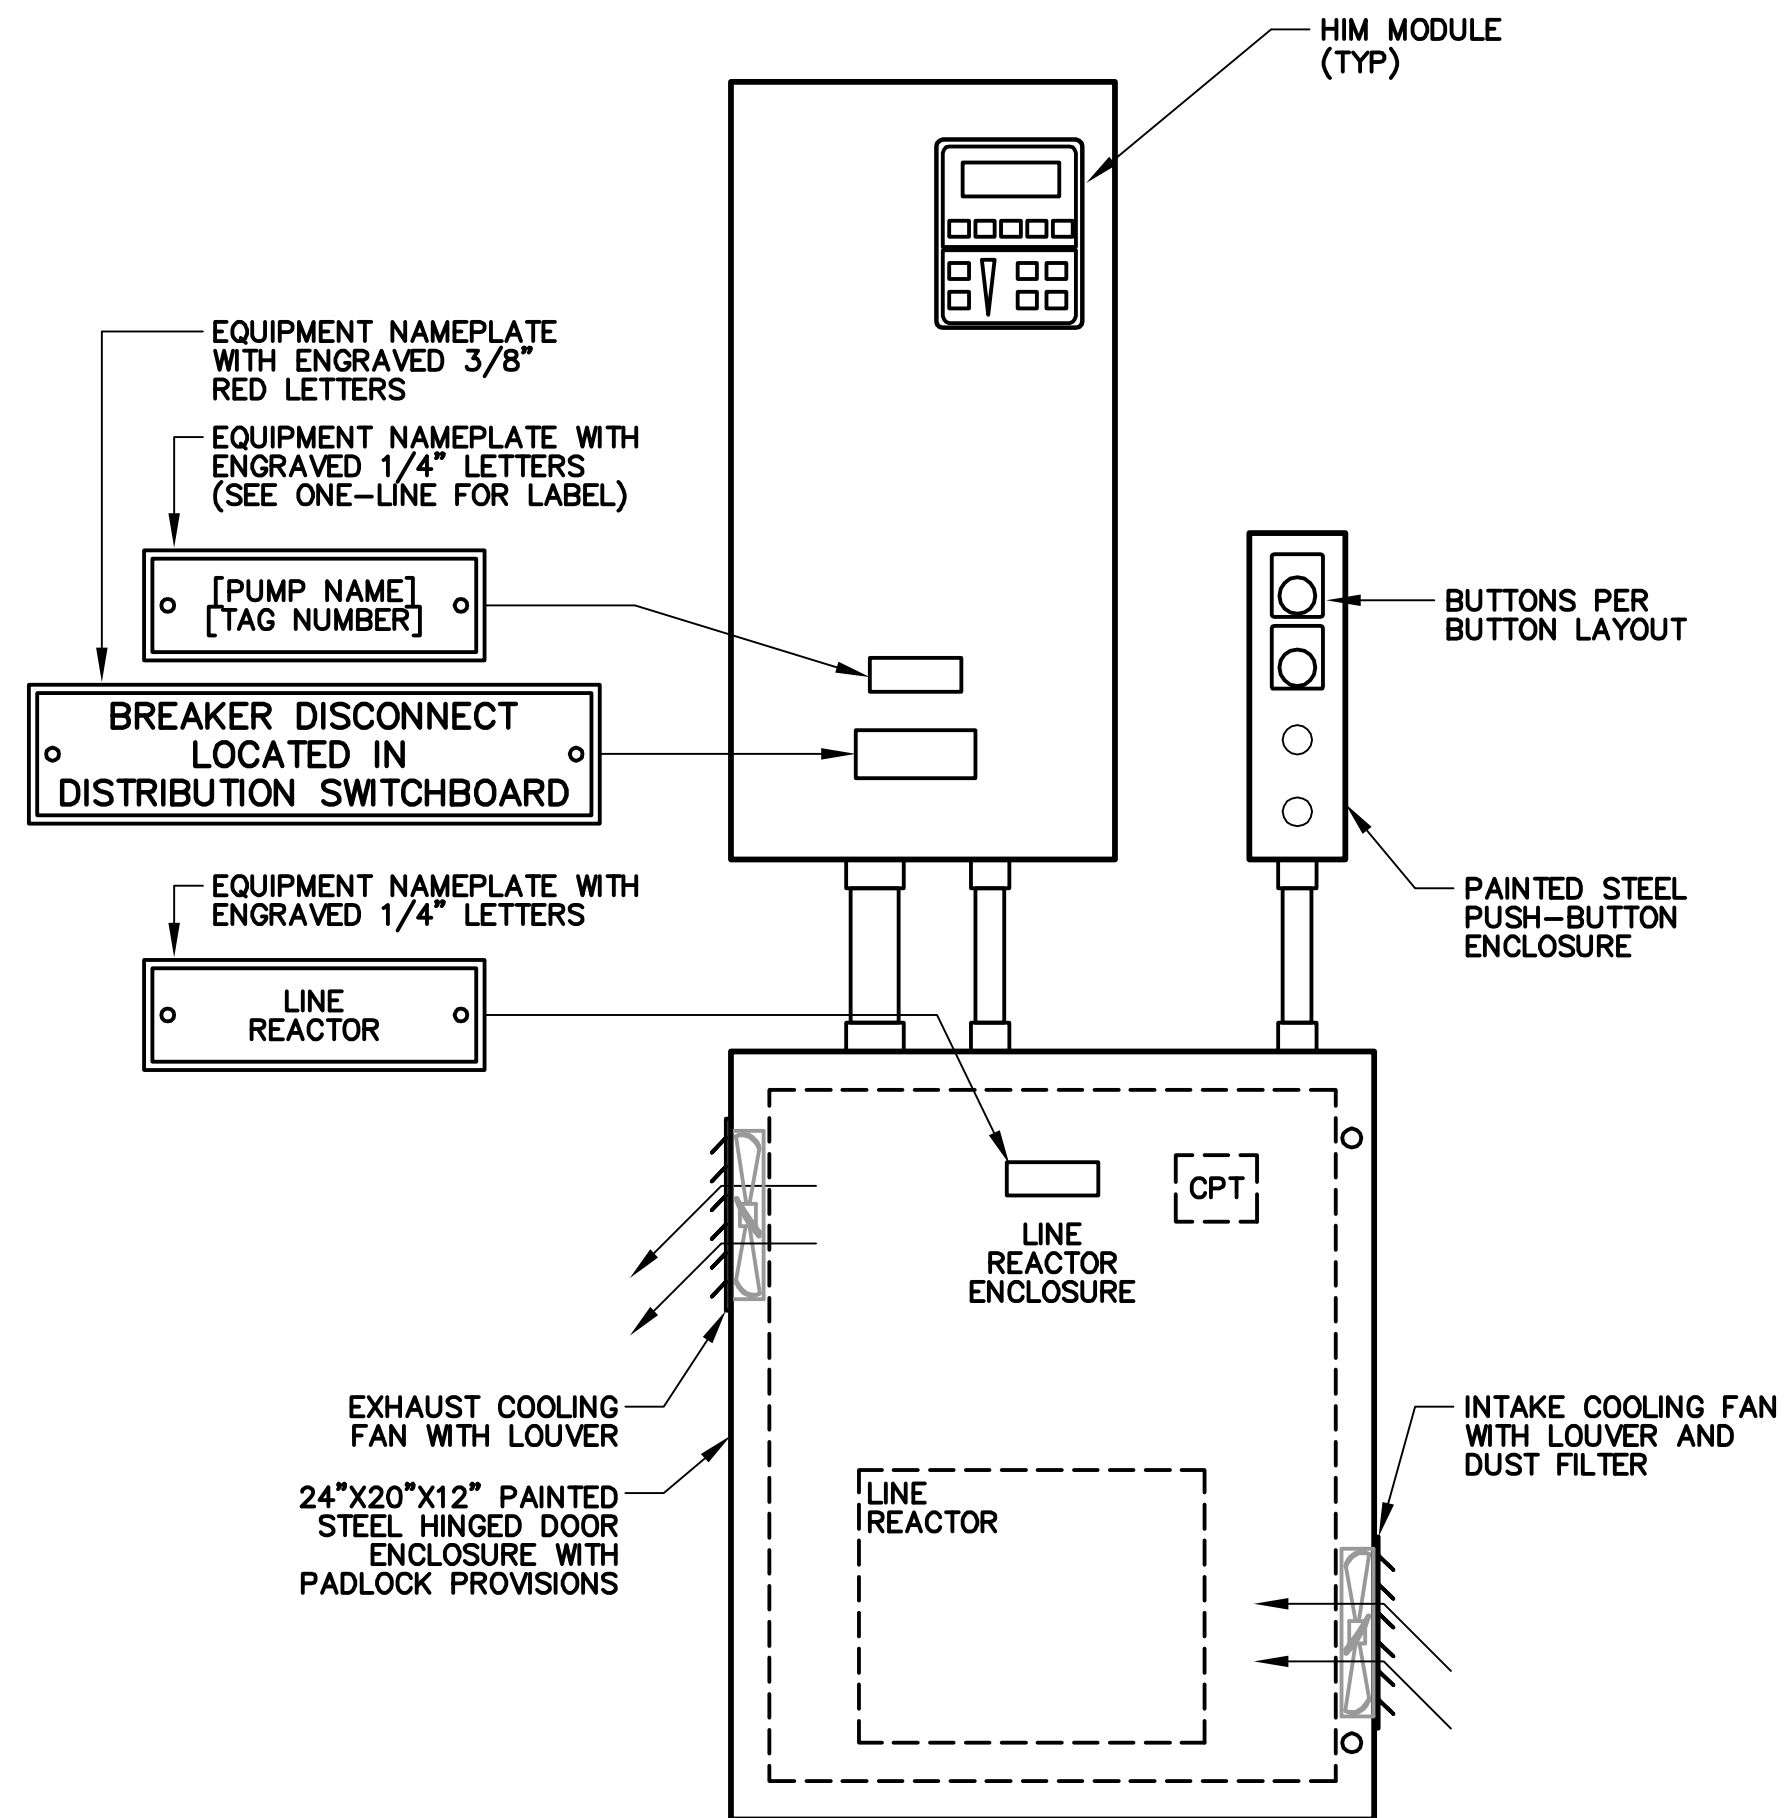 HIM MODULE
(TYP)
EQUIPMENT NAMEPLATE
WITH ENGRAVED 3/8"
RED LETTERS
EQUIPMENT NAMEPLATE WITH
ENGRAVED 1/4" LETTERS
(SEE ONE-LINE FOR LABEL)
[PUMP NAME]
[TAG NUMBER]
BREAKER DISCONNECT
LOCATED IN
DISTRIBUTION SWITCHBOARD
BUTTONS PER
BUTTON LAYOUT
EQUIPMENT NAMEPLATE WITH
ENGRAVED 1/4" LETTERS
PAINTED STEEL
PUSH-BUTTON
ENCLOSURE
LINE
REACTOR
CPT
LINE
REACTOR
ENCLOSURE
EXHAUST COOLING
FAN WITH LOUVER
INTAKE COOLING FAN
WITH LOUVER AND
DUST FILTER
24"X20"X12" PAINTED
STEEL HINGED DOOR
ENCLOSURE WITH
PADLOCK PROVISIONS
LINE
REACTOR